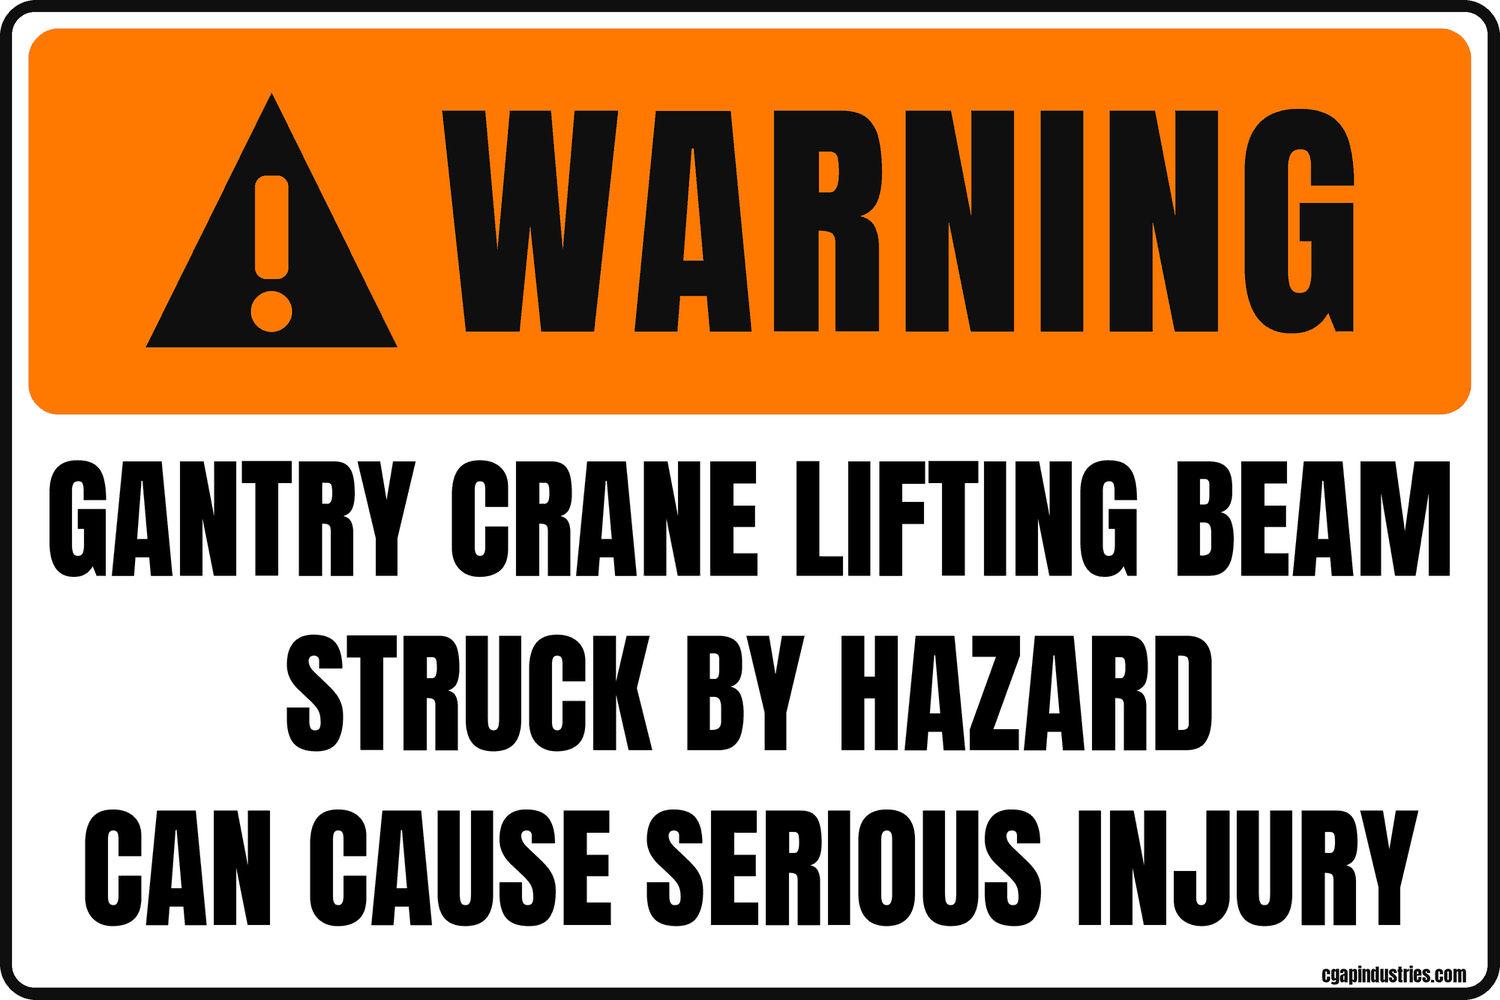 WARNING
GANTRY CRANE LIFTING BEAM
STRUCK BY HAZARD
CAN CAUSE SERIOUS INJURY
cgapindustries.com